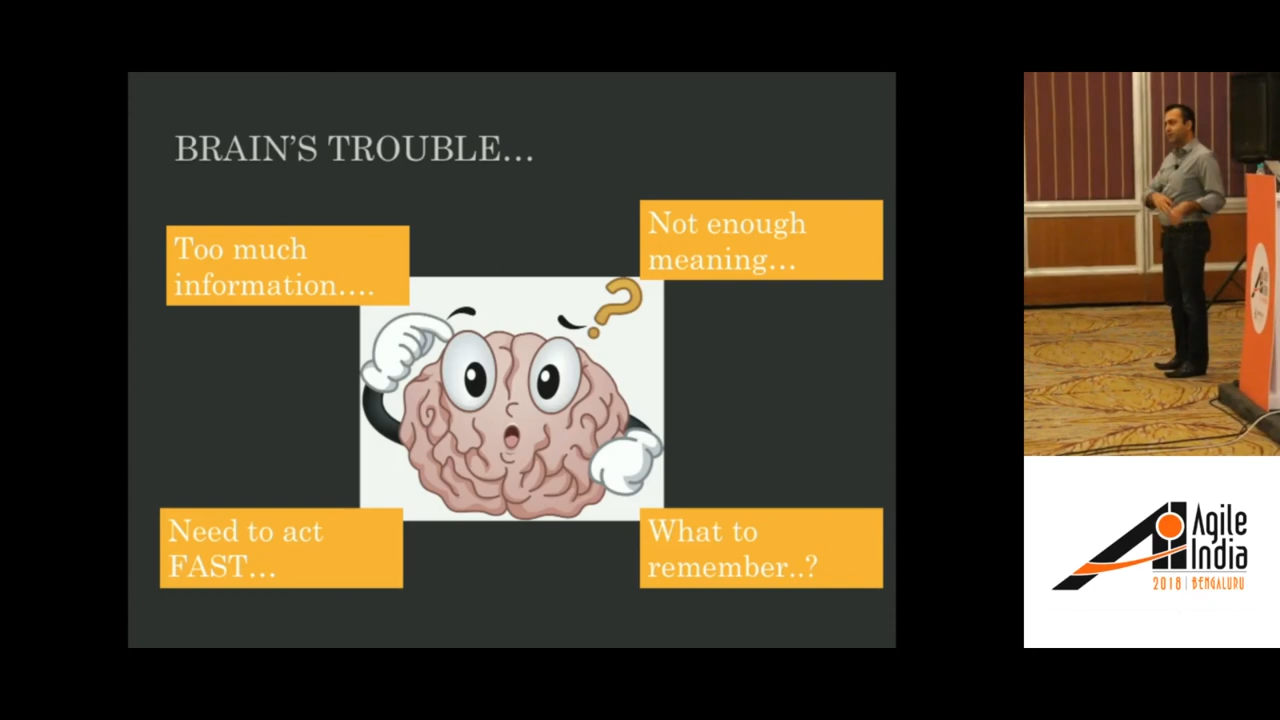 BRAIN'S TROUBLE...
Too much
information....
Not enough
meaning...
Need to act
FAST...
What to
remember..?
Agile
India
2018 | BENGALURU